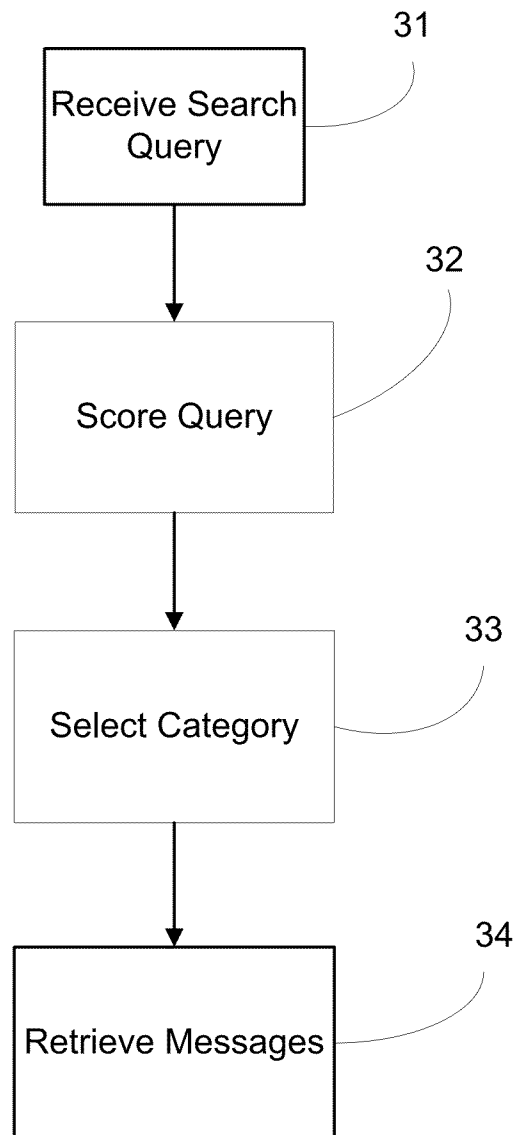 31
Receive Search
Query
32
Score Query
33
Select Category
34
Retrieve Messages